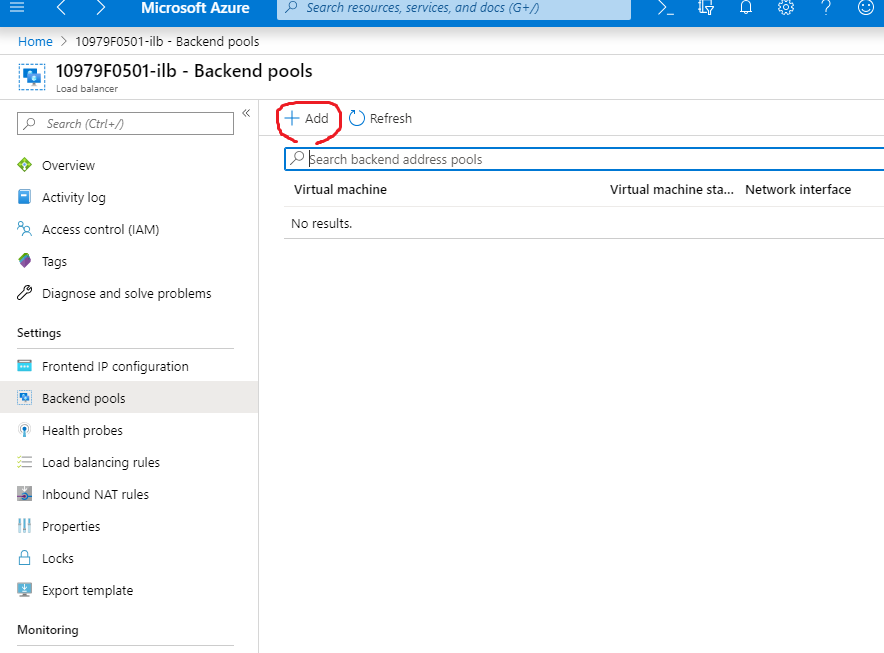 Microsoft Azure
Search resources, services, and docs (G+/)
Home > 10979F0501-ilb - Backend pools
10979F0501-ilb - Backend pools
Load balancer
Search (Ctrl+/)
«
Overview
Activity log
Access control (IAM)
Tags
Diagnose and solve problems
Settings
Frontend IP configuration
Backend pools
Health probes
Load balancing rules
Inbound NAT rules
Properties
Locks
Export template
Monitoring
+ Add Refresh
Search backend address pools
Virtual machine Virtual machine sta... Network interface
No results.